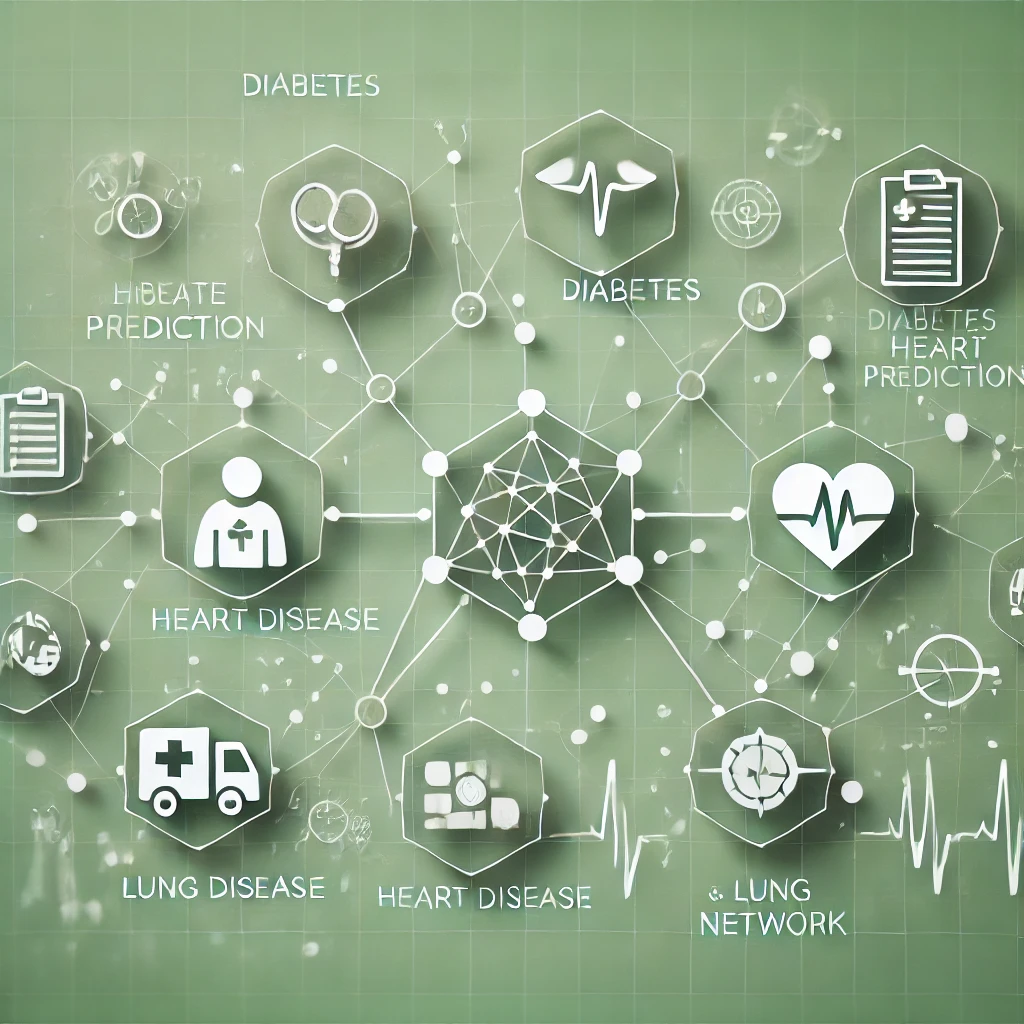 DIABETES
HIBEATE
PREDICTION
DIABETES
DIABETES
HEART
PREDICTION
HEART DISEASE
LUNG DISEASE
HEART DISEASE
& LUNG
NETWORK